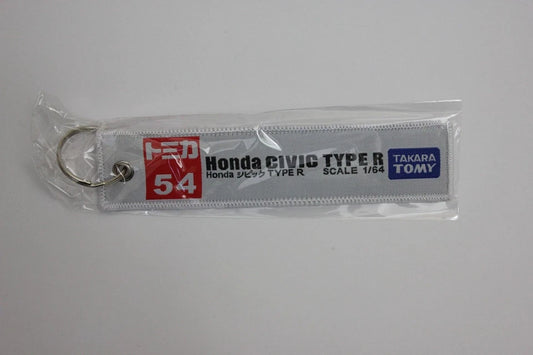 トミカ
54
Honda CIVIC TYPE R
Honda シビック TYPE R SCALE 1/64
TAKARA
TOMY